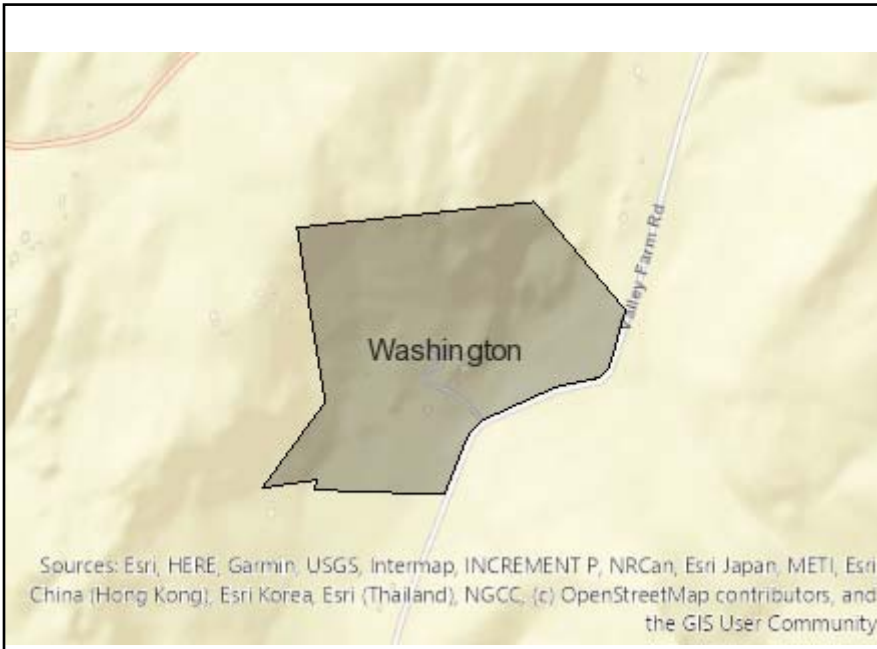 Valley Farm Rd
Washington
Sources: Esri, HERE, Garmin, USGS, Intermap, INCREMENT P, NRCan, Esri Japan, METI, Esri
China (Hong Kong), Esri Korea, Esri (Thailand), NGCC, (c) OpenStreetMap contributors, and
the GIS User Community